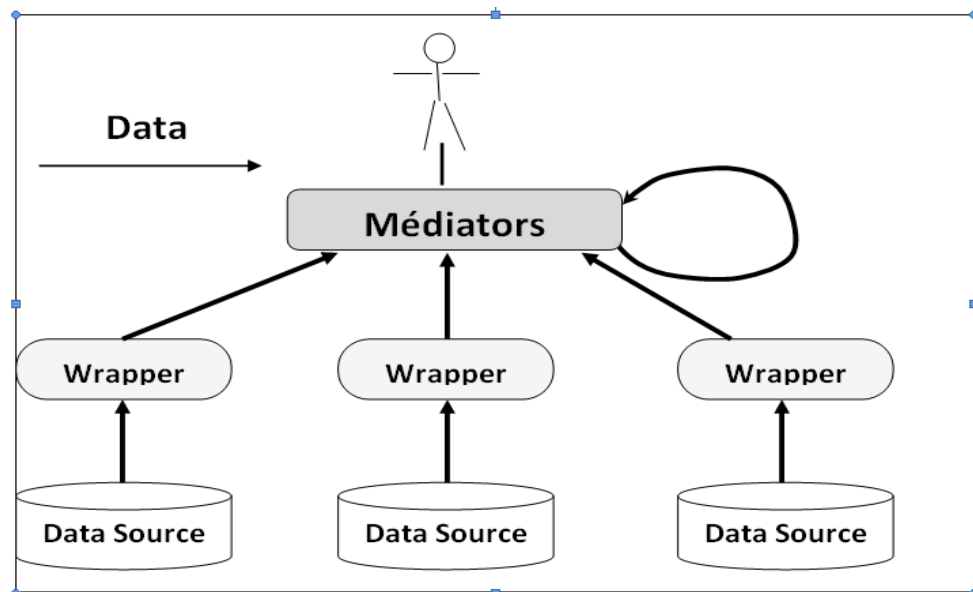 Data
Médiators
Wrapper
Wrapper
Wrapper
Data Source
Data Source
Data Source